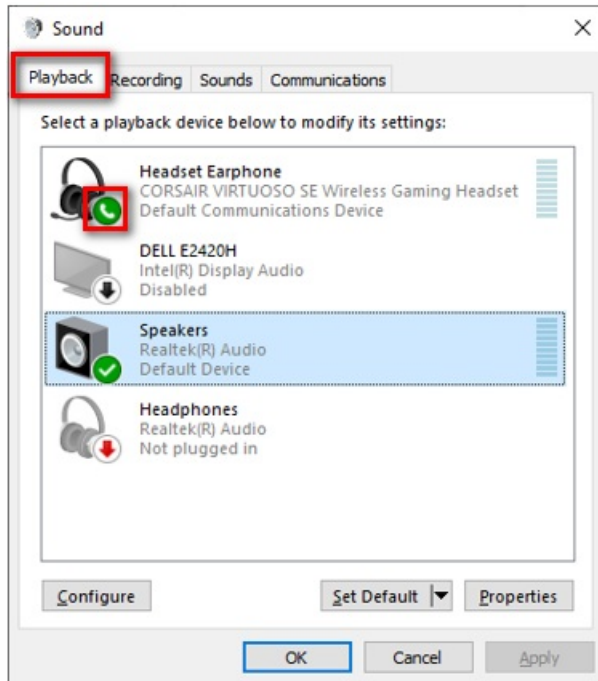 Sound
Playback Recording Sounds Communications
Select a playback device below to modify its settings:
Headset Earphone
CORSAIR VIRTUOSO SE Wireless Gaming Headset
Default Communications Device
DELL E2420H
Intel(R) Display Audio
Disabled
Speakers
Realtek(R) Audio
Default Device
Headphones
Realtek(R) Audio
Not plugged in
Configure Set Default Properties
OK Cancel Apply